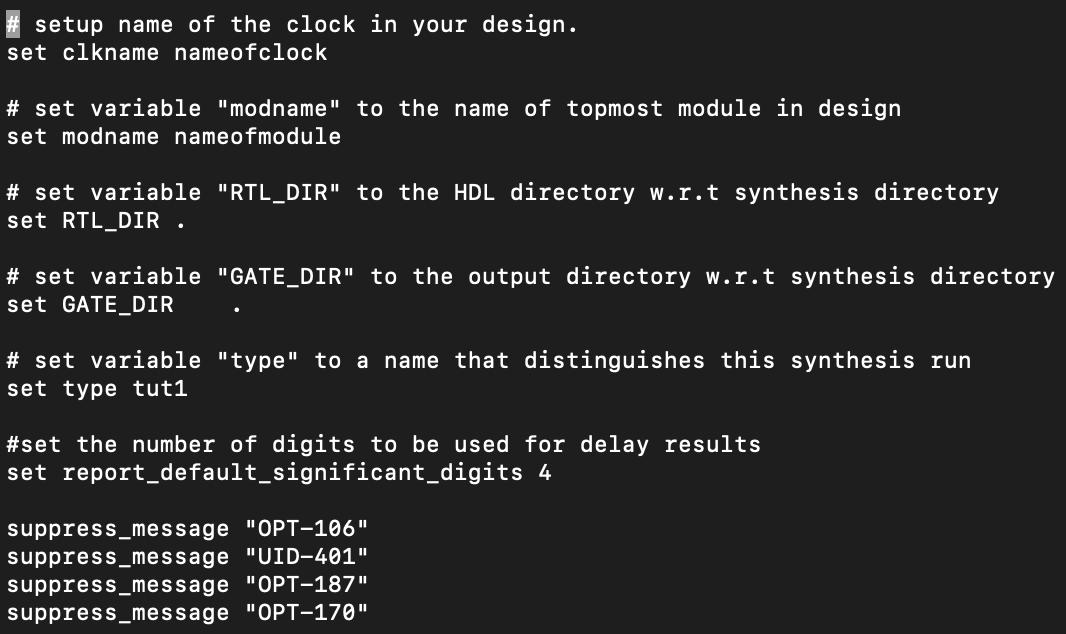 # setup name of the clock in your design.
set clkname nameofclock
# set variable "modname" to the name of topmost module in design
set modname nameofmodule
# set variable "RTL_DIR" to the HDL directory w.r.t synthesis directory
set RTL_DIR .
# set variable "GATE_DIR" to the output directory w.r.t synthesis directory
set GATE_DIR    .
# set variable "type" to a name that distinguishes this synthesis run
set type tut1
#set the number of digits to be used for delay results
set report_default_significant_digits 4
suppress_message "OPT-106"
suppress_message "UID-401"
suppress_message "OPT-187"
suppress_message "OPT-170"